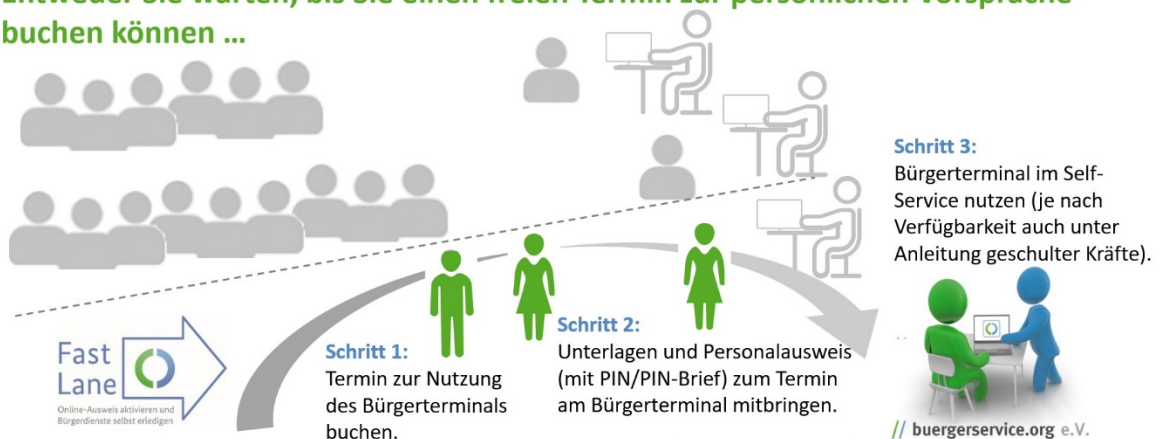 Entweder Sie warten, bis Sie einen freien Termin zur persönlichen Vorsprache
buchen können ...
Schritt 3:
Bürgerterminal im Self-
Service nutzen (je nach
Verfügbarkeit auch unter
Anleitung geschulter Kräfte).
Fast
Lane
Online-Ausweis aktivieren und
Bürgerdienste selbst erledigen
Schritt 1:
Termin zur Nutzung
des Bürgerterminals
buchen.
Schritt 2:
Unterlagen und Personalausweis
(mit PIN/PIN-Brief) zum Termin
am Bürgerterminal mitbringen.
// buergerservice.org e.V.